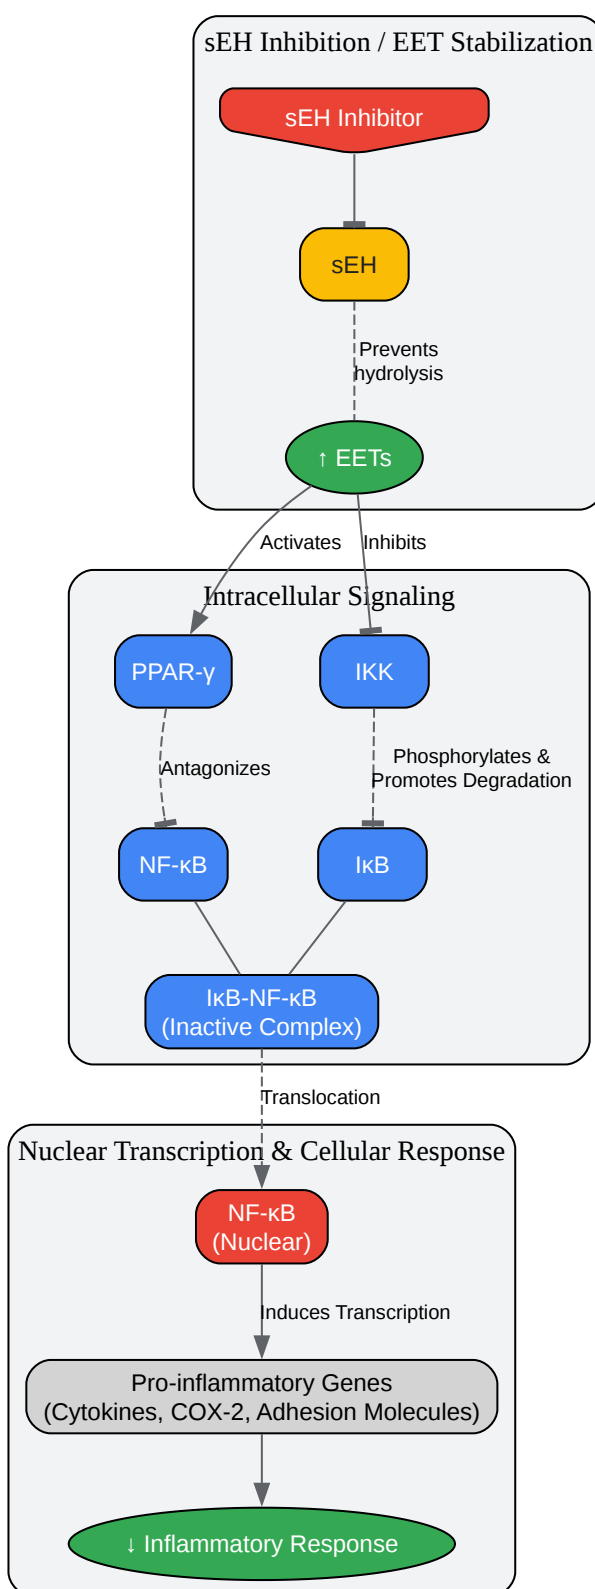 sEH Inhibition / EET Stabilization
sEH Inhibitor
sEH
Prevents
hydrolysis
↑ EETs
Activates
Inhibits
Intracellular Signaling
PPAR-γ
IKK
Antagonizes
Phosphorylates &
Promotes Degradation
NF-κB
IκB
IκB-NF-κB
(Inactive Complex)
Translocation
Nuclear Transcription & Cellular Response
NF-κB
(Nuclear)
Induces Transcription
Pro-inflammatory Genes
(Cytokines, COX-2, Adhesion Molecules)
↓ Inflammatory Response